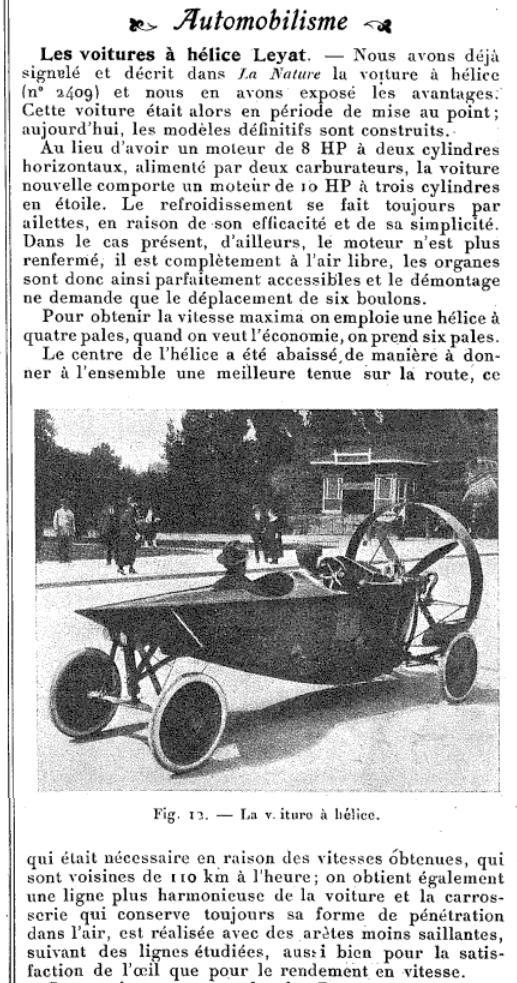 Automobilisme
Les voitures à hélice Leyat. — Nous avons déjà
signalé et décrit dans La Nature la voiture à hélice
(n° 2409) et nous en avons exposé les avantages.
Cette voiture était alors en période de mise au point;
aujourd'hui, les modèles définitifs sont construits.
Au lieu d'avoir un moteur de 8 HP à deux cylindres
horizontaux, alimenté par deux carburateurs, la voiture
nouvelle comporte un moteur de 10 HP à trois cylindres
en étoile. Le refroidissement se fait toujours par
ailettes, en raison de son efficacité et de sa simplicité.
Dans le cas présent, d'ailleurs, le moteur n'est plus
renfermé, il est complètement à l'air libre, les organes
sont donc ainsi parfaitement accessibles et le démontage
ne demande que le déplacement de six boulons.
Pour obtenir la vitesse maxima on emploie une hélice à
quatre pales, quand on veut l'économie, on prend six pales.
Le centre de l'hélice a été abaissé, de manière à don-
ner à l'ensemble une meilleure tenue sur la route, ce
Fig. 12. — La v. iture à hélice.
qui était nécessaire en raison des vitesses obtenues, qui
sont voisines de 110 km à l'heure; on obtient également
une ligne plus harmonieuse de la voiture et la carros-
serie qui conserve toujours sa forme de pénétration
dans l'air, est réalisée avec des arètes moins saillantes,
suivant des lignes étudiées, aussi bien pour la satis-
faction de l'œil que pour le rendement en vitesse.